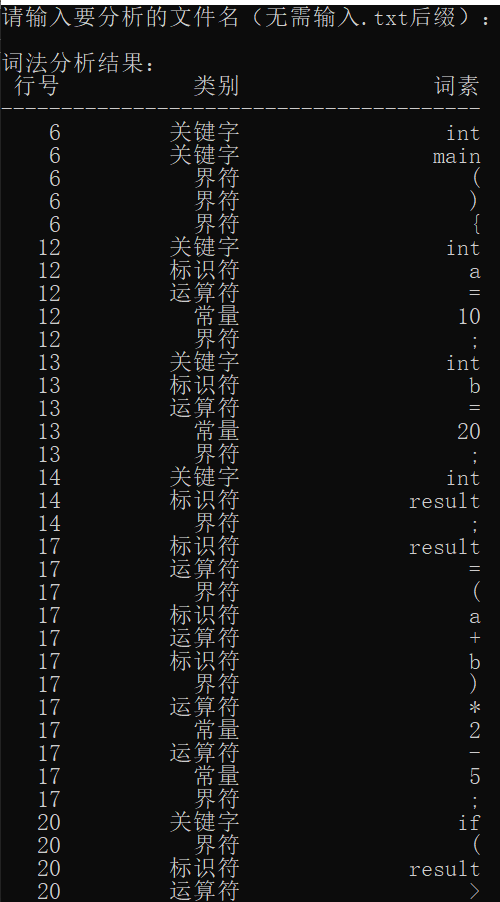 请输入要分析的文件名（无需输入.txt后缀）：
词法分析结果：
行号 类别 词素
----------------------------------------
6 关键字 int
6 关键字 main
6 界符 (
6 界符 )
6 界符 {
12 关键字 int
12 标识符 a
12 运算符 =
12 常量 10
12 界符 ;
13 关键字 int
13 标识符 b
13 运算符 =
13 常量 20
13 界符 ;
14 关键字 int
14 标识符 result
14 界符 ;
17 标识符 result
17 运算符 =
17 界符 (
17 标识符 a
17 运算符 +
17 标识符 b
17 界符 )
17 运算符 *
17 常量 2
17 运算符 -
17 常量 5
17 界符 ;
20 关键字 if
20 界符 (
20 标识符 result
20 运算符 >